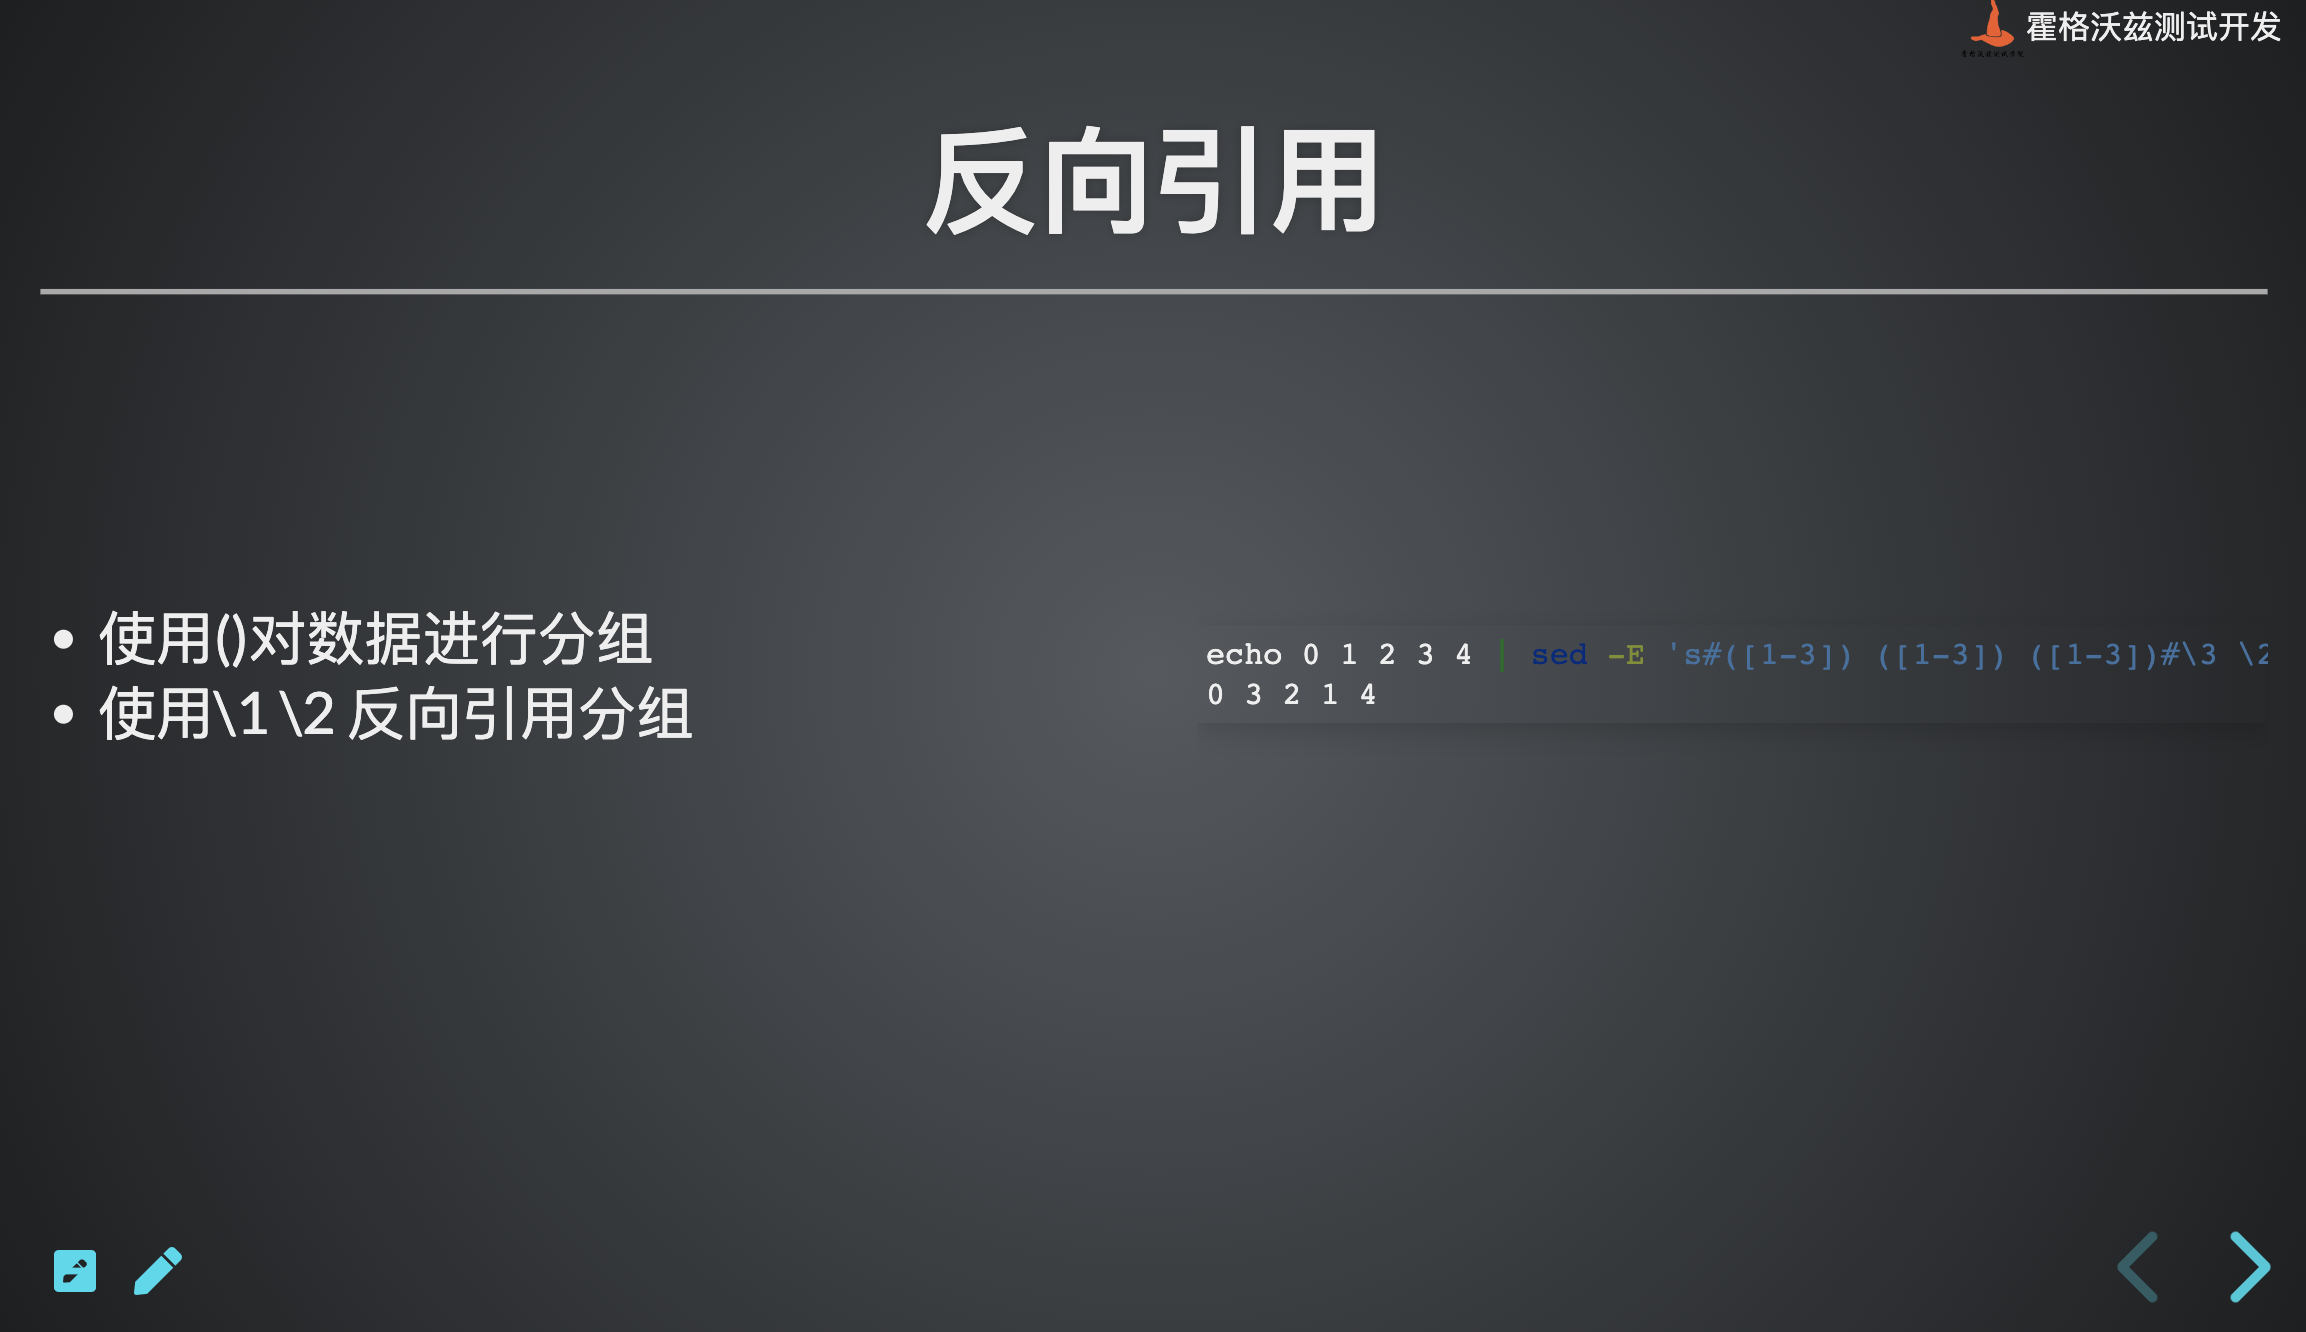 霍格沃兹测试开发
反向引用
• 使用()对数据进行分组
• 使用\1 \2 反向引用分组
echo 0 1 2 3 4 | sed -E 's#([1-3]) ([1-3]) ([1-3])#\3 \2
0 3 2 1 4